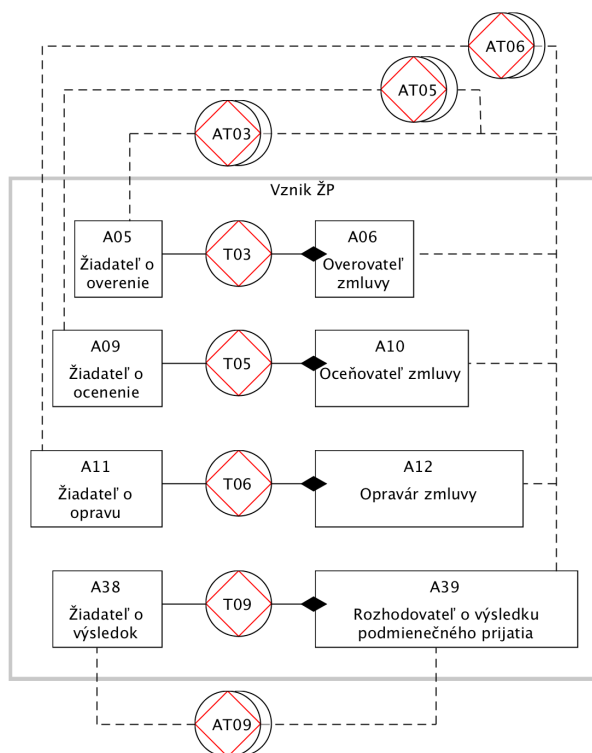 AT06
AT05
AT03
Vznik ŽP
A05
Žiadateľ o
overenie
T03
A06
Overovateľ
zmluvy
A09
Žiadateľ o
ocenenie
T05
A10
Oceňovateľ zmluvy
A11
Žiadateľ o
opravu
T06
A12
Opravár zmluvy
A38
Žiadateľ o
výsledok
T09
A39
Rozhodovateľ o výsledku
podmienečného prijatia
AT09